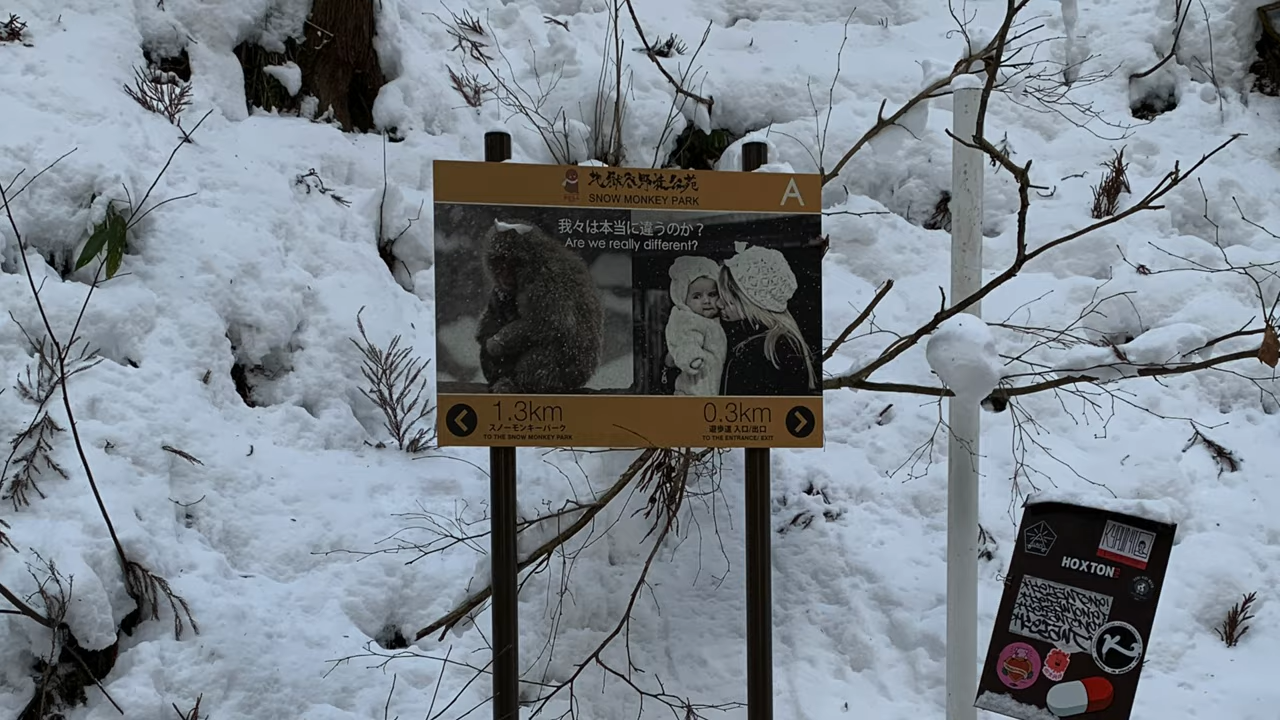 地獄谷野猿公苑
SNOW MONKEY PARK
A
我々は本当に違うのか？
Are we really different?
1.3km
スノーモンキーパーク
TO THE SNOW MONKEY PARK
0.3km
遊歩道 入口/出口
TO THE ENTRANCE/ EXIT
HOXTON